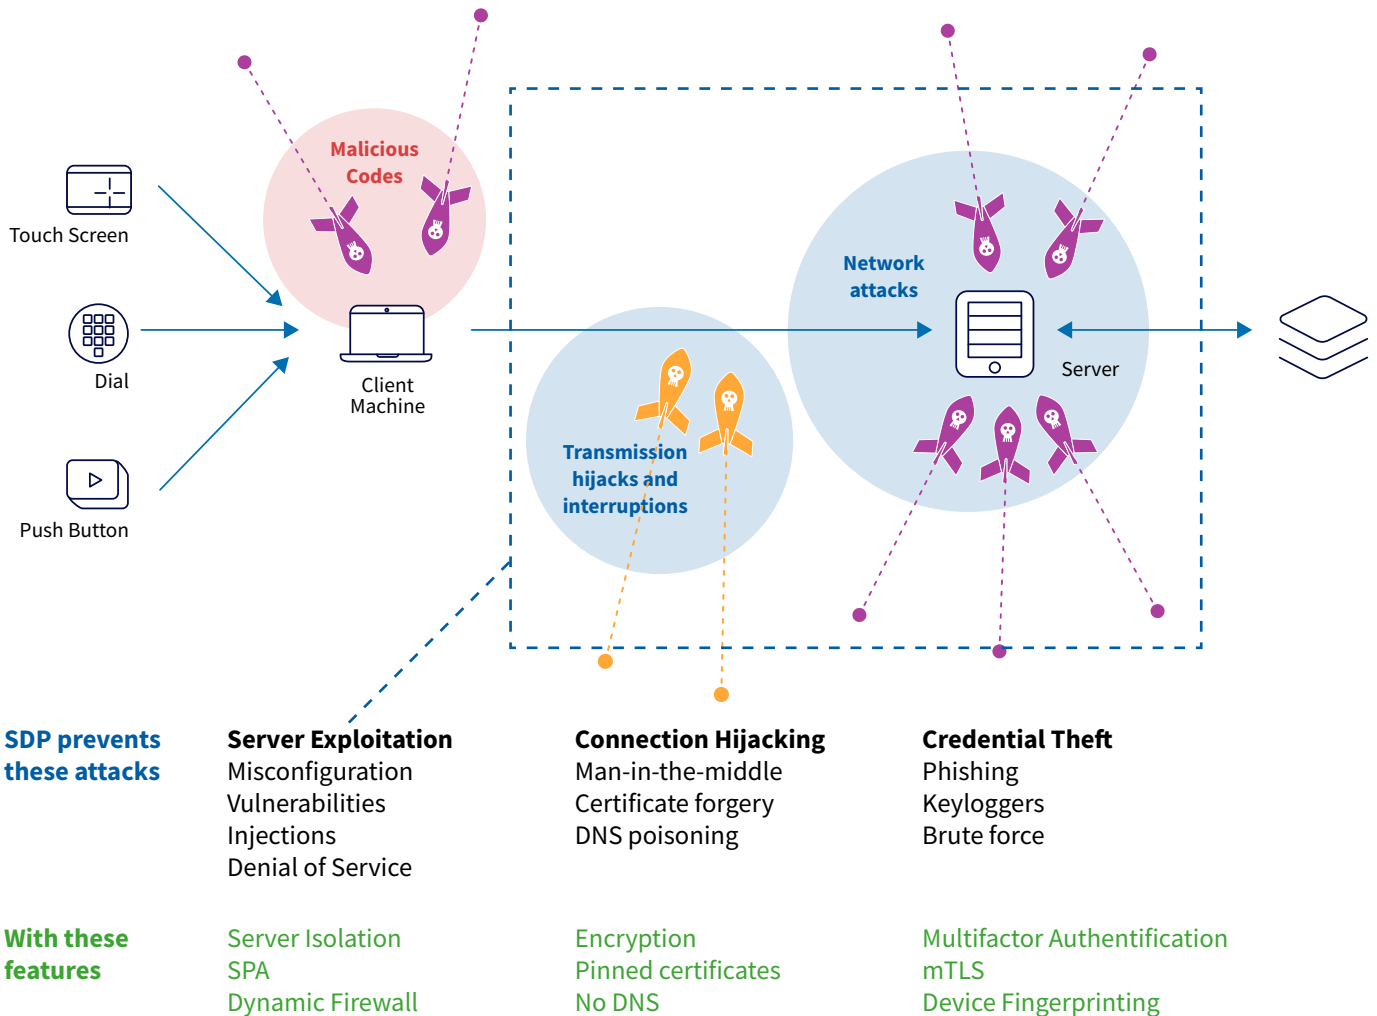 Malicious
Codes
Touch Screen
Network
attacks
Dial
Client
Machine
Server
Transmission
hijacks and
interruptions
Push Button
SDP prevents
these attacks
Server Exploitation
Misconfiguration
Vulnerabilities
Injections
Denial of Service
Connection Hijacking
Man-in-the-middle
Certificate forgery
DNS poisoning
Credential Theft
Phishing
Keyloggers
Brute force
With these
features
Server Isolation
SPA
Dynamic Firewall
Encryption
Pinned certificates
No DNS
Multifactor Authentification
mTLS
Device Fingerprinting